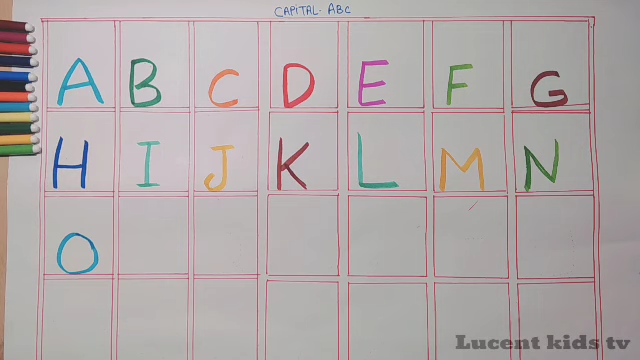 CAPITAL- ABC
A B C D E F G
H I J K L M N
O
Lucent kids tv